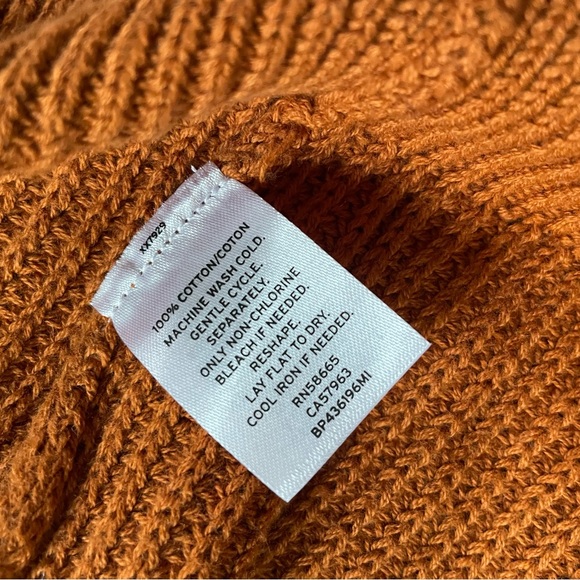 XX7929
100% COTTON/COTON
MACHINE WASH COLD.
GENTLE CYCLE.
SEPARATELY.
ONLY NON-CHLORINE
BLEACH IF NEEDED.
RESHAPE.
LAY FLAT TO DRY.
COOL IRON IF NEEDED.
RN58665
CA57963
BP436196MI